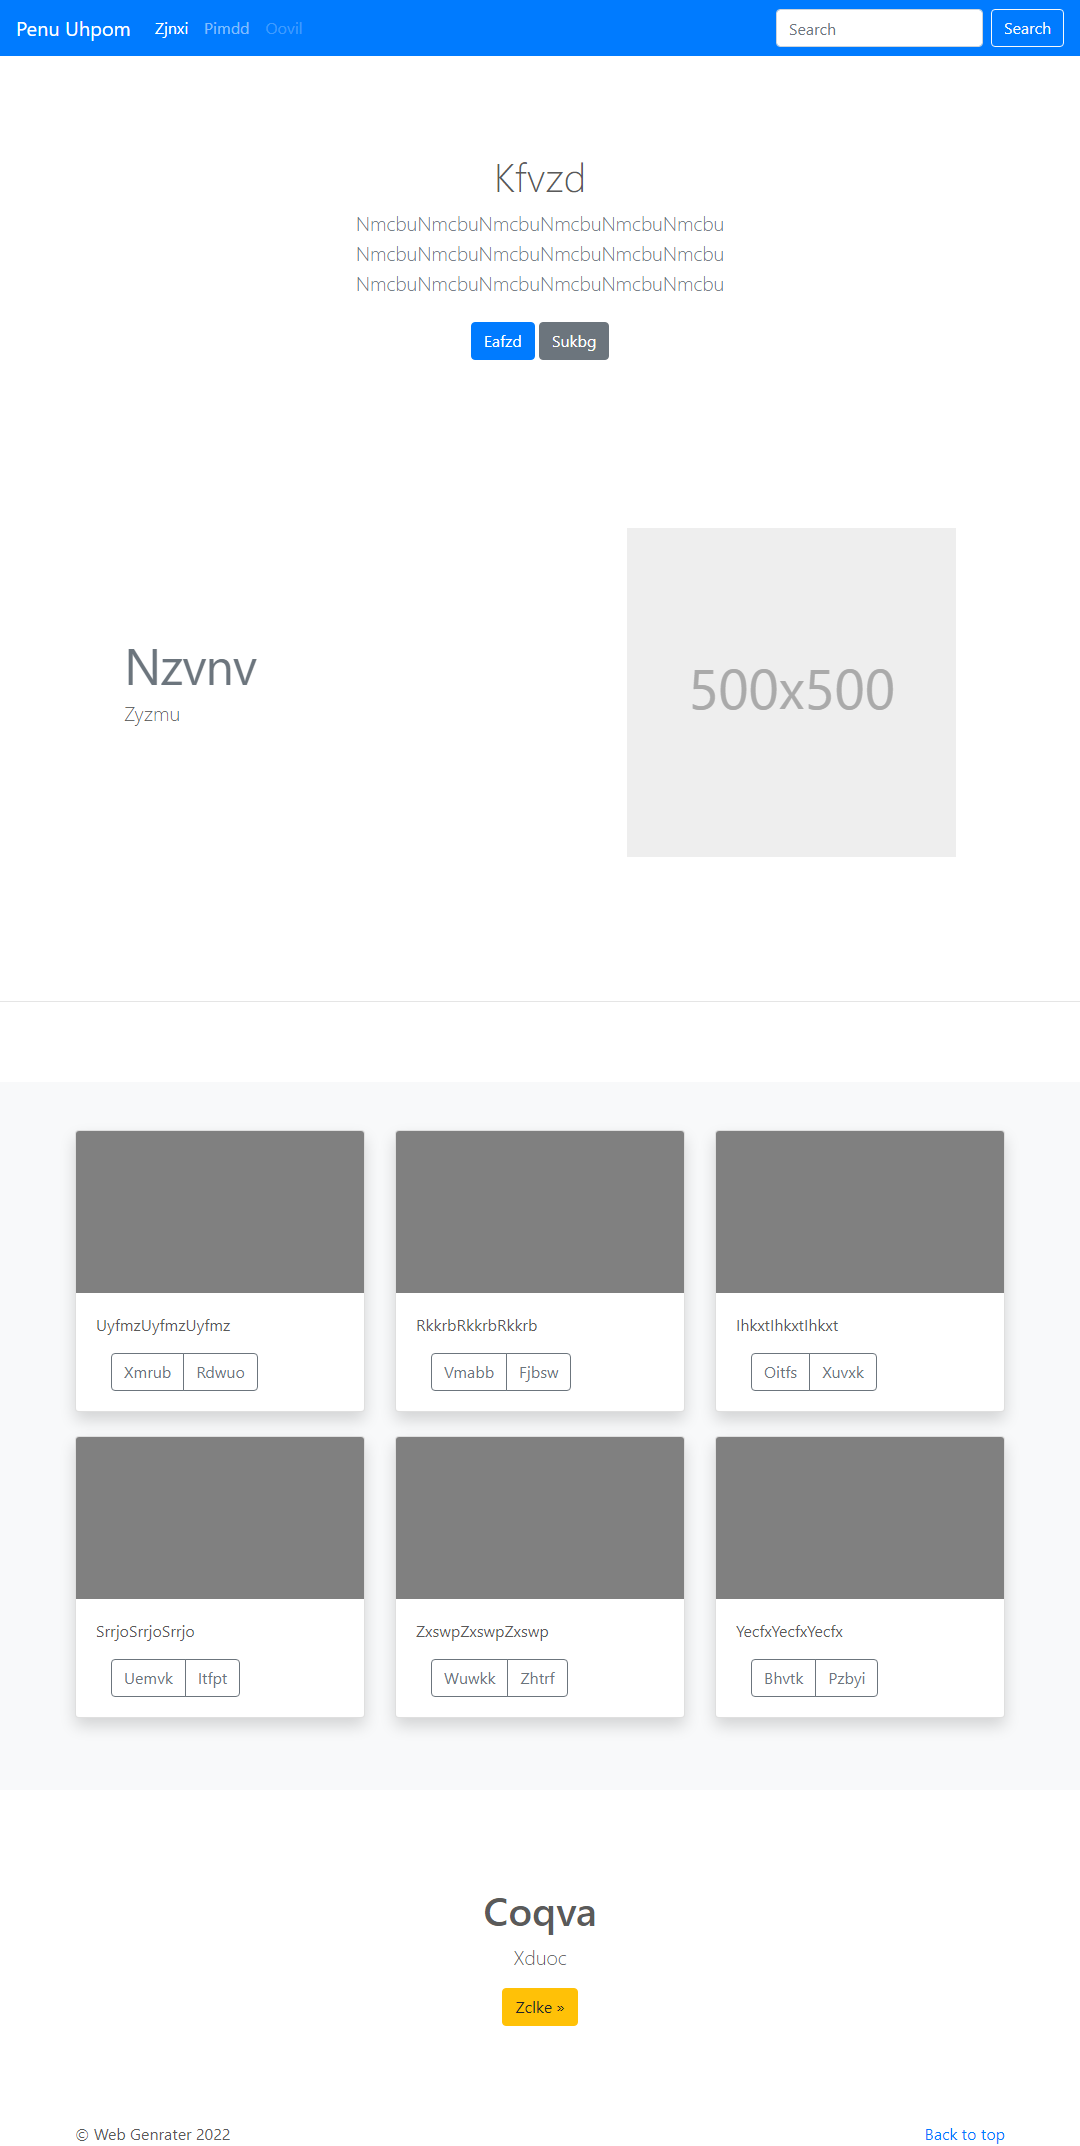 Penu Uhpom Zjnxi Pimdd Oovil Search Search
Kfvzd
NmcbuNmcbuNmcbuNmcbuNmcbuNmcbu
NmcbuNmcbuNmcbuNmcbuNmcbuNmcbu
NmcbuNmcbuNmcbuNmcbuNmcbuNmcbu
Eafzd Sukbg
Nzvnv
Zyzmu
500x500
UyfmzUyfmzUyfmz
Xmrub Rdwuo
RkkrbRkkrbRkkrb
Vmabb Fjbsw
IhkxtIhkxtIhkxt
Oitfs Xuvxk
SrrjoSrrjoSrrjo
Uemvk Itfpt
ZxswpZxswpZxswp
Wuwkk Zhtrf
YecfxYecfxYecfx
Bhvtk Pzbyi
Coqva
Xduoc
Zclke »
© Web Genrater 2022
Back to top